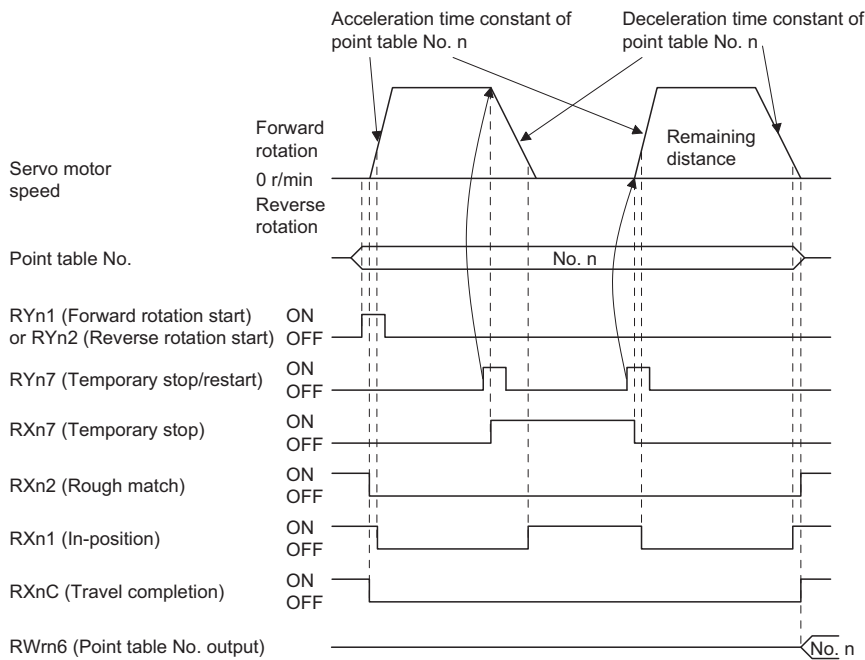 Acceleration time constant of
point table No. n
Deceleration time constant of
point table No. n
Servo motor
speed
Forward
rotation
0 r/min
Reverse
rotation
Remaining
distance
Point table No.
No. n
RYn1 (Forward rotation start)
or RYn2 (Reverse rotation start)
ON
OFF
RYn7 (Temporary stop/restart)
ON
OFF
RXn7 (Temporary stop)
ON
OFF
RXn2 (Rough match)
ON
OFF
RXn1 (In-position)
ON
OFF
RXnC (Travel completion)
ON
OFF
RWrn6 (Point table No. output)
No. n